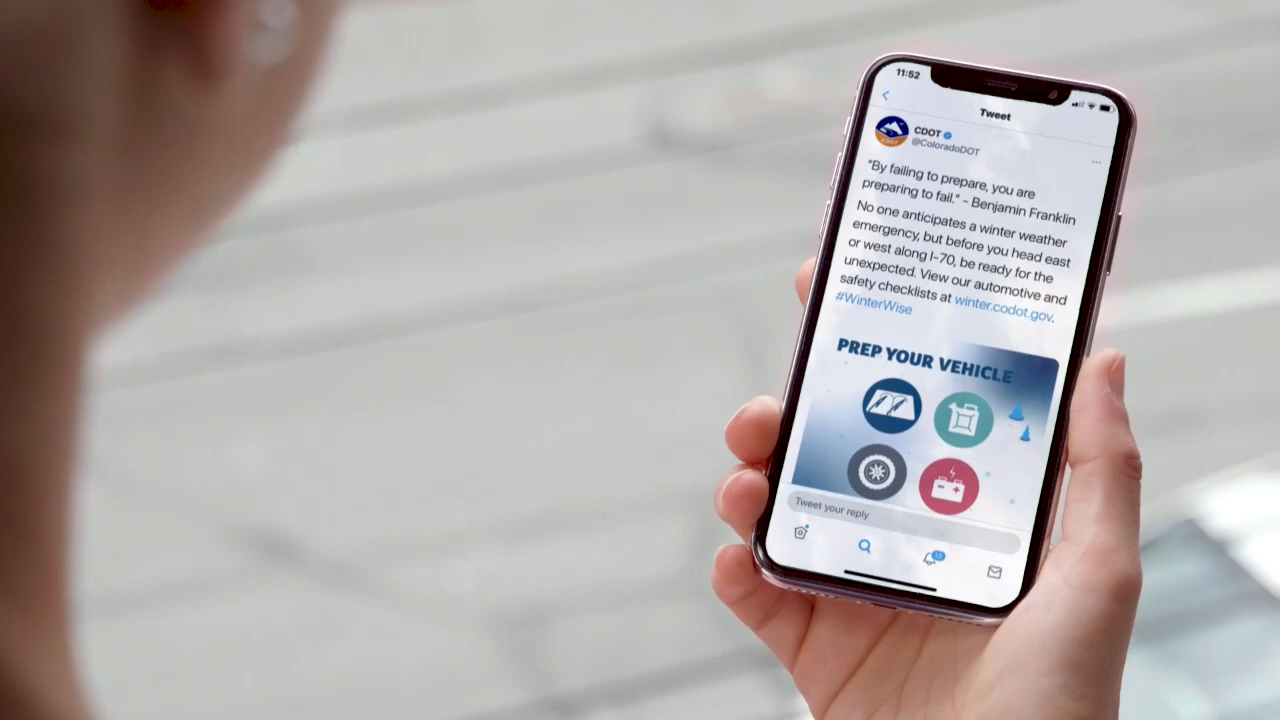 11:52
Tweet
CDOT
@ColoradoDOT
CDOT
"By failing to prepare, you are
preparing to fail." - Benjamin Franklin
No one anticipates a winter weather
emergency, but before you head east
or west along I-70, be ready for the
unexpected. View our automotive and
safety checklists at winter.codot.gov.
#WinterWise
PREP YOUR VEHICLE
Tweet your reply